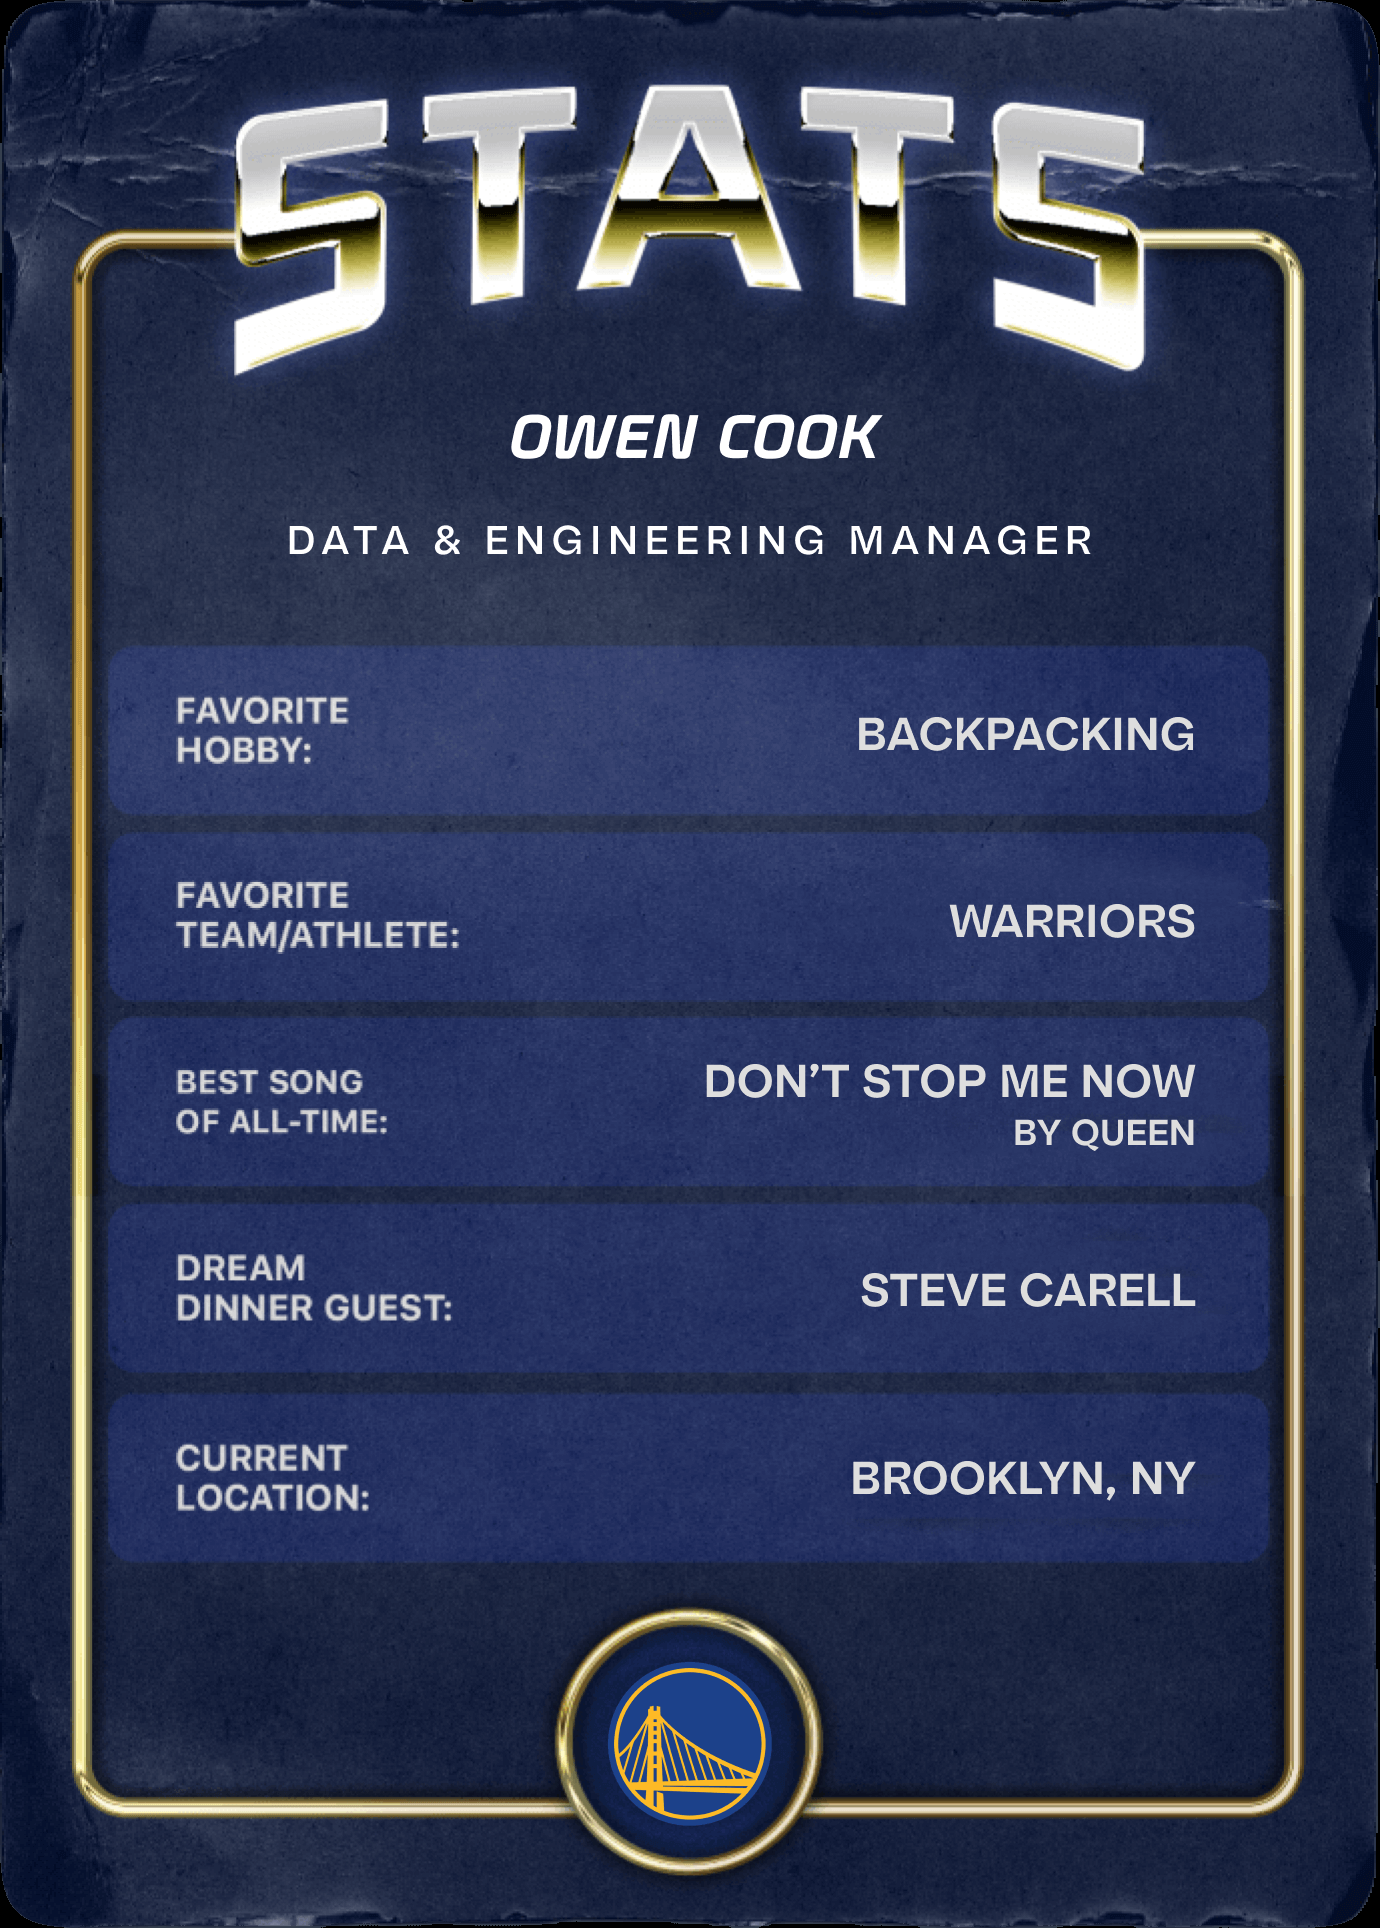 STATS
OWEN COOK
DATA & ENGINEERING MANAGER
FAVORITE
HOBBY:
BACKPACKING
FAVORITE
TEAM/ATHLETE:
WARRIORS
BEST SONG
OF ALL-TIME:
DON’T STOP ME NOW
BY QUEEN
DREAM
DINNER GUEST:
STEVE CARELL
CURRENT
LOCATION:
BROOKLYN, NY